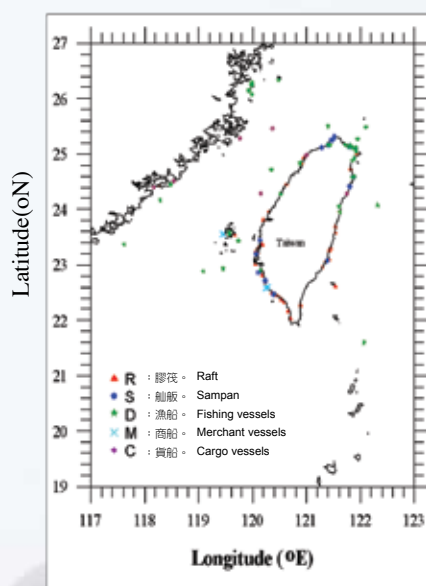 27
26
25
24
23
22
21
20
19
Latitude(oN)
Taiwan
R ：膠筏。 Raft
S ：舢舨。 Sampan
D ：漁船。 Fishing vessels
M ：商船。 Merchant vessels
C ：貨船。 Cargo vessels
117 118 119 120 121 122 123
Longitude (oE)